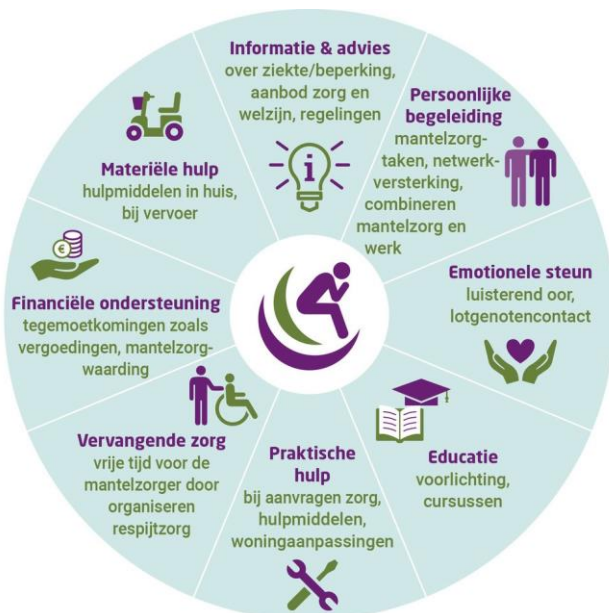 Informatie & advies
over ziekte/beperking,
aanbod zorg en
welzijn, regelingen
i
Persoonlijke
begeleiding
mantelzorg-
taken, netwerk-
versterking,
combineren
mantelzorg en
werk
Emotionele steun
luisterend oor,
lotgenotencontact
Educatie
voorlichting,
cursussen
Praktische
hulp
bij aanvragen zorg,
hulpmiddelen,
woningaanpassingen
Vervangende zorg
vrije tijd voor de
mantelzorger door
organiseren
respijtzorg
€
Financiële ondersteuning
tegemoetkomingen zoals
vergoedingen, mantelzorg-
waarding
Materiële hulp
hulpmiddelen in huis,
bij vervoer